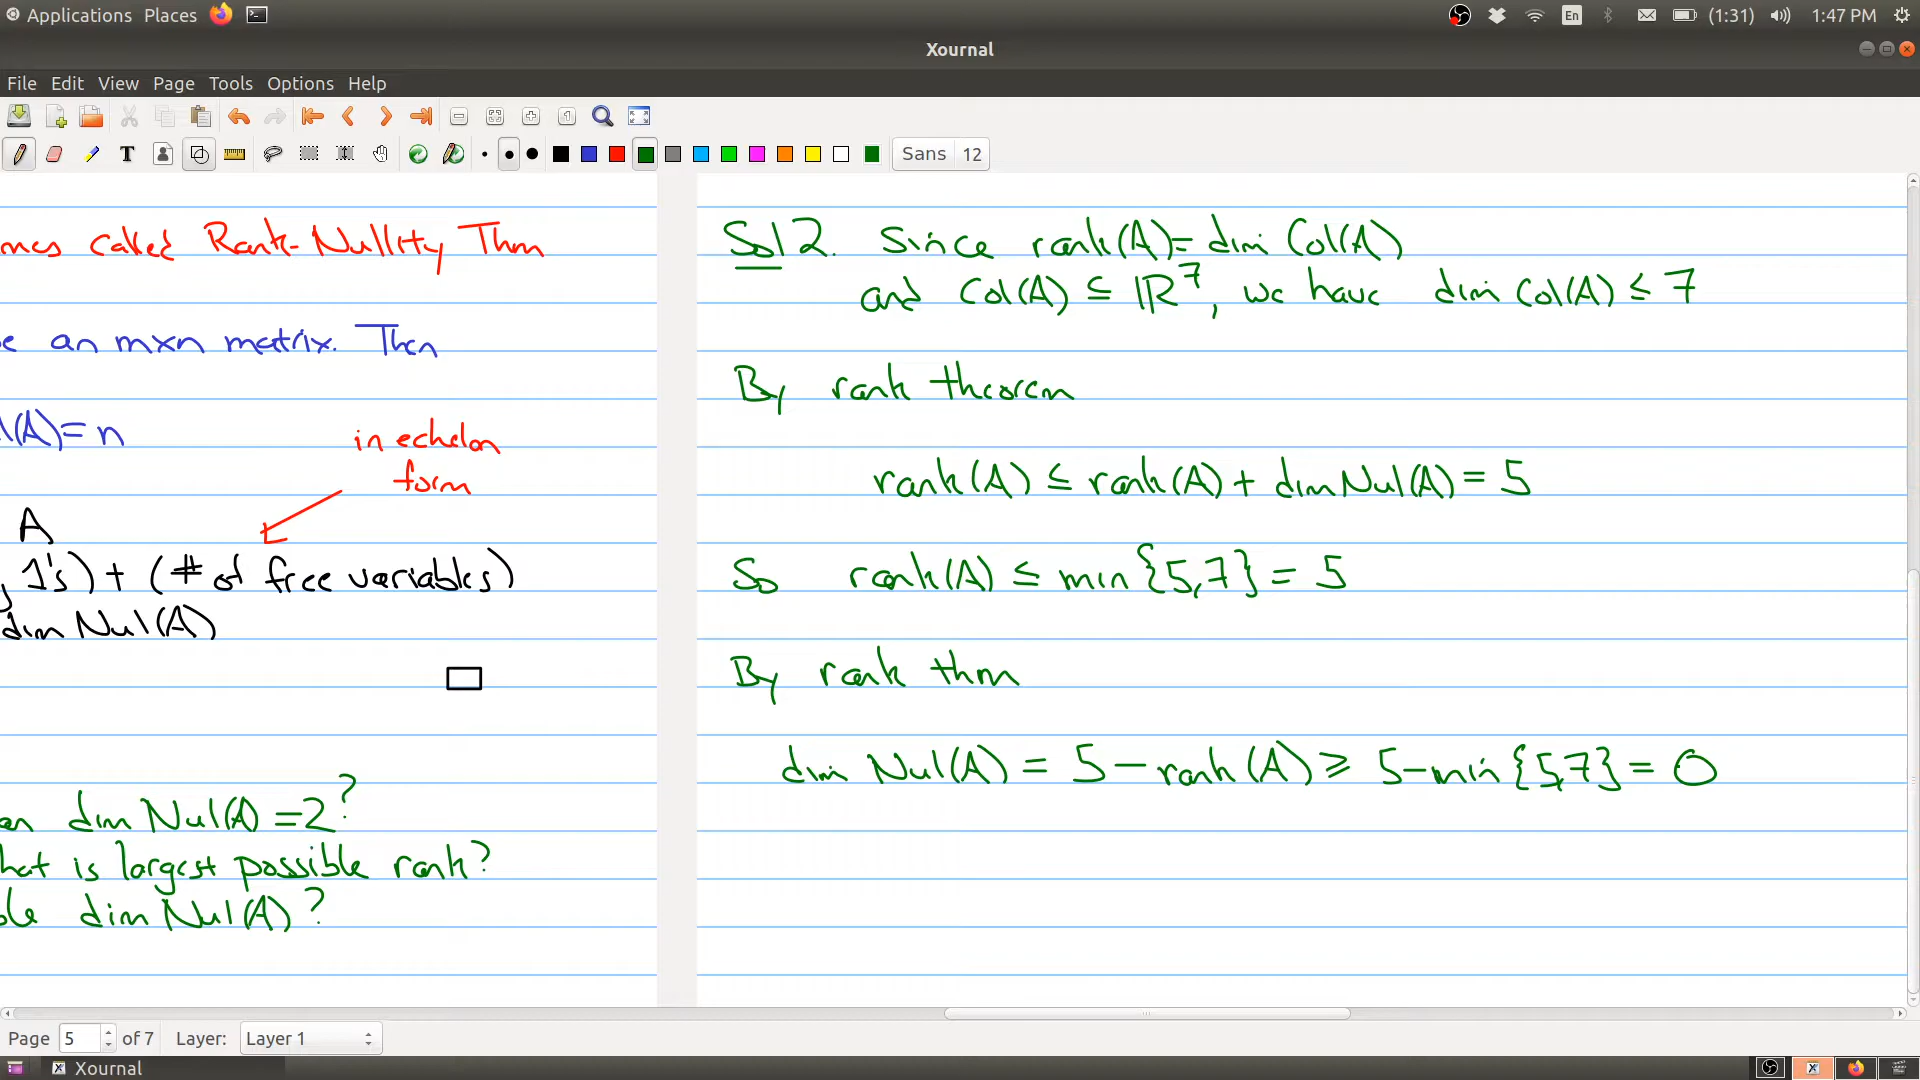 Applications Places En (1:31) 1:47 PM
Xournal
File Edit View Page Tools Options Help
Sans 12
called Rank-Nullity Thm
an mxn matrix. Then
(A) = n
in echelon
form
A
1's) + (# of free variables)
dim Nul(A)
dim Nul(A) = 2?
is largest possible rank?
dim Nul(A)?
Sol 2. Since rank(A) = dim Col(A)
and Col(A) ⊆ ℝ⁷, we have dim Col(A) ≤ 7
By rank theorem
rank(A) ≤ rank(A) + dim Nul(A) = 5
So rank(A) ≤ min{5,7} = 5
By rank thm
dim Nul(A) = 5 - rank(A) ≥ 5 - min{5,7} = 0
Page 5 of 7 Layer: Layer 1
Xournal